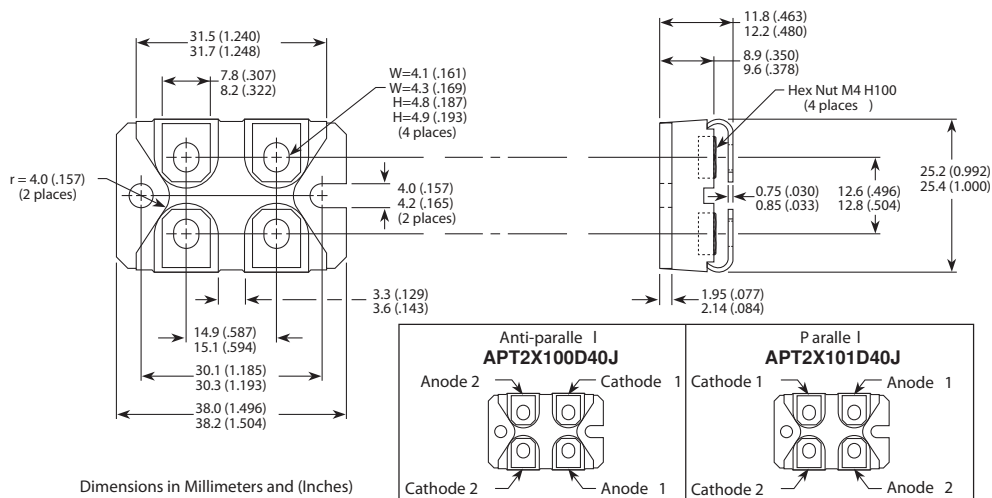 31.5 (1.240)
31.7 (1.248)
7.8 (.307)
8.2 (.322)
W=4.1 (.161)
W=4.3 (.169)
H=4.8 (.187)
H=4.9 (.193)
(4 places)
r = 4.0 (.157)
(2 places)
4.0 (.157)
4.2 (.165)
(2 places)
3.3 (.129)
3.6 (.143)
14.9 (.587)
15.1 (.594)
30.1 (1.185)
30.3 (1.193)
38.0 (1.496)
38.2 (1.504)
Dimensions in Millimeters and (Inches)
11.8 (.463)
12.2 (.480)
8.9 (.350)
9.6 (.378)
Hex Nut M4 H100
(4 places )
0.75 (.030)
0.85 (.033)
12.6 (.496)
12.8 (.504)
25.2 (0.992)
25.4 (1.000)
1.95 (.077)
2.14 (.084)
Anti-paralle l
APT2X100D40J
Anode 2
Cathode 1
Cathode 2
Anode 1
Paralle l
APT2X101D40J
Cathode 1
Anode 1
Cathode 2
Anode 2